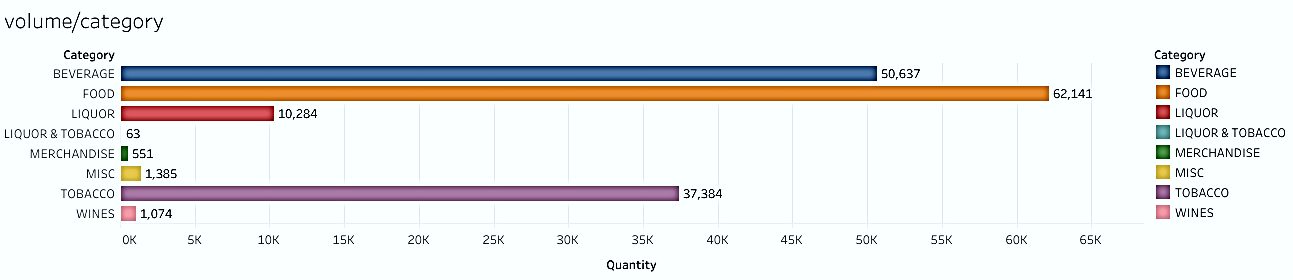 volume/category
Category
BEVERAGE 50,637
FOOD 62,141
LIQUOR 10,284
LIQUOR & TOBACCO 63
MERCHANDISE 551
MISC 1,385
TOBACCO 37,384
WINES 1,074
0K 5K 10K 15K 20K 25K 30K 35K 40K 45K 50K 55K 60K 65K
Quantity
Category
BEVERAGE
FOOD
LIQUOR
LIQUOR & TOBACCO
MERCHANDISE
MISC
TOBACCO
WINES